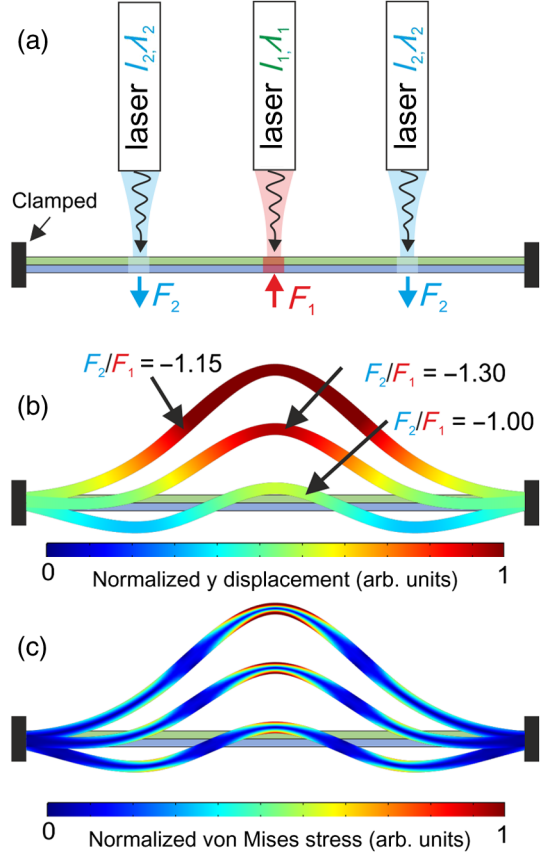 (a)
laser I2,λ2
laser I1,λ1
laser I2,λ2
Clamped
F2
F1
F2
(b)
F2/F1 = −1.15
F2/F1 = −1.30
F2/F1 = −1.00
0
Normalized y displacement (arb. units)
1
(c)
0
Normalized von Mises stress (arb. units)
1